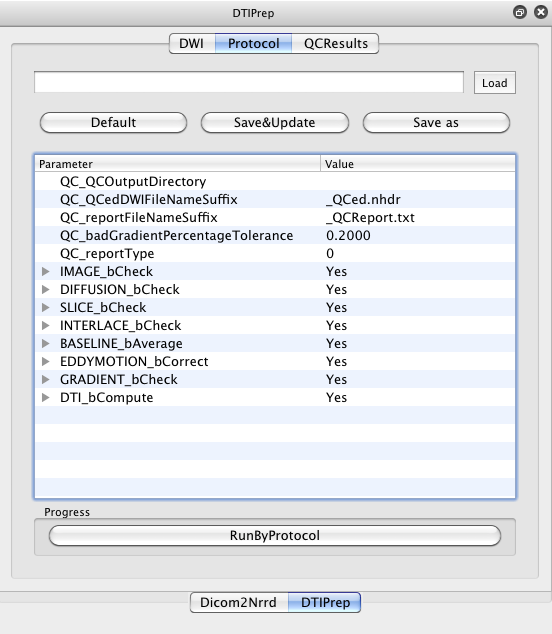 DTIPrep
DWI Protocol QCResults
Load
Default Save&Update Save as
Parameter Value
QC_QCOutputDirectory
QC_QCedDWIFileNameSuffix _QCed.nhdr
QC_reportFileNameSuffix _QCReport.txt
QC_badGradientPercentageTolerance 0.2000
QC_reportType 0
IMAGE_bCheck Yes
DIFFUSION_bCheck Yes
SLICE_bCheck Yes
INTERLACE_bCheck Yes
BASELINE_bAverage Yes
EDDYMOTION_bCorrect Yes
GRADIENT_bCheck Yes
DTI_bCompute Yes
Progress
RunByProtocol
Dicom2Nrrd DTIPrep